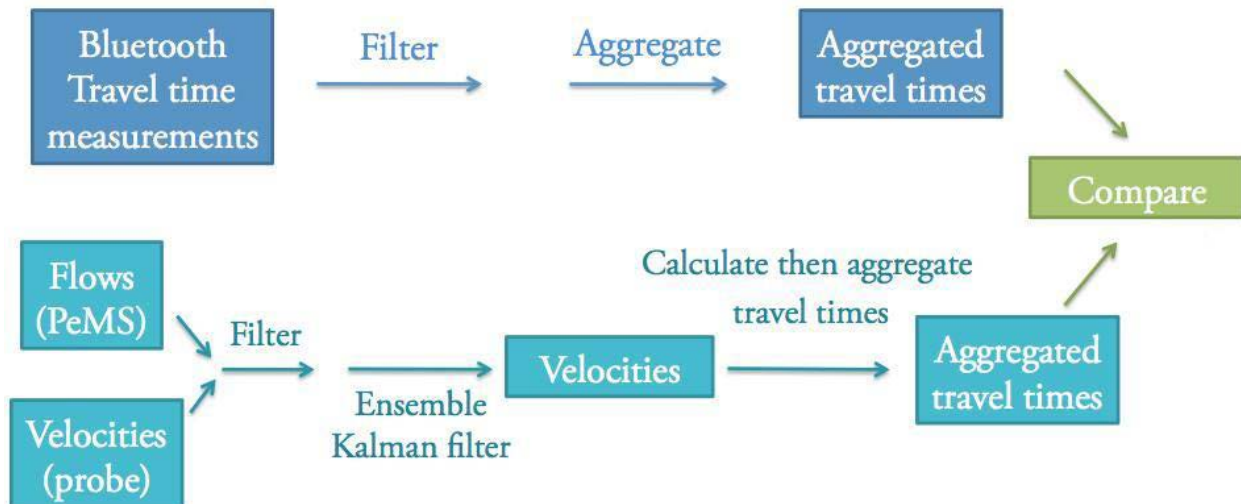 Bluetooth
Travel time
measurements
Filter
Aggregate
Aggregated
travel times
Compare
Flows
(PeMS)
Velocities
(probe)
Filter
Ensemble
Kalman filter
Velocities
Calculate then aggregate
travel times
Aggregated
travel times